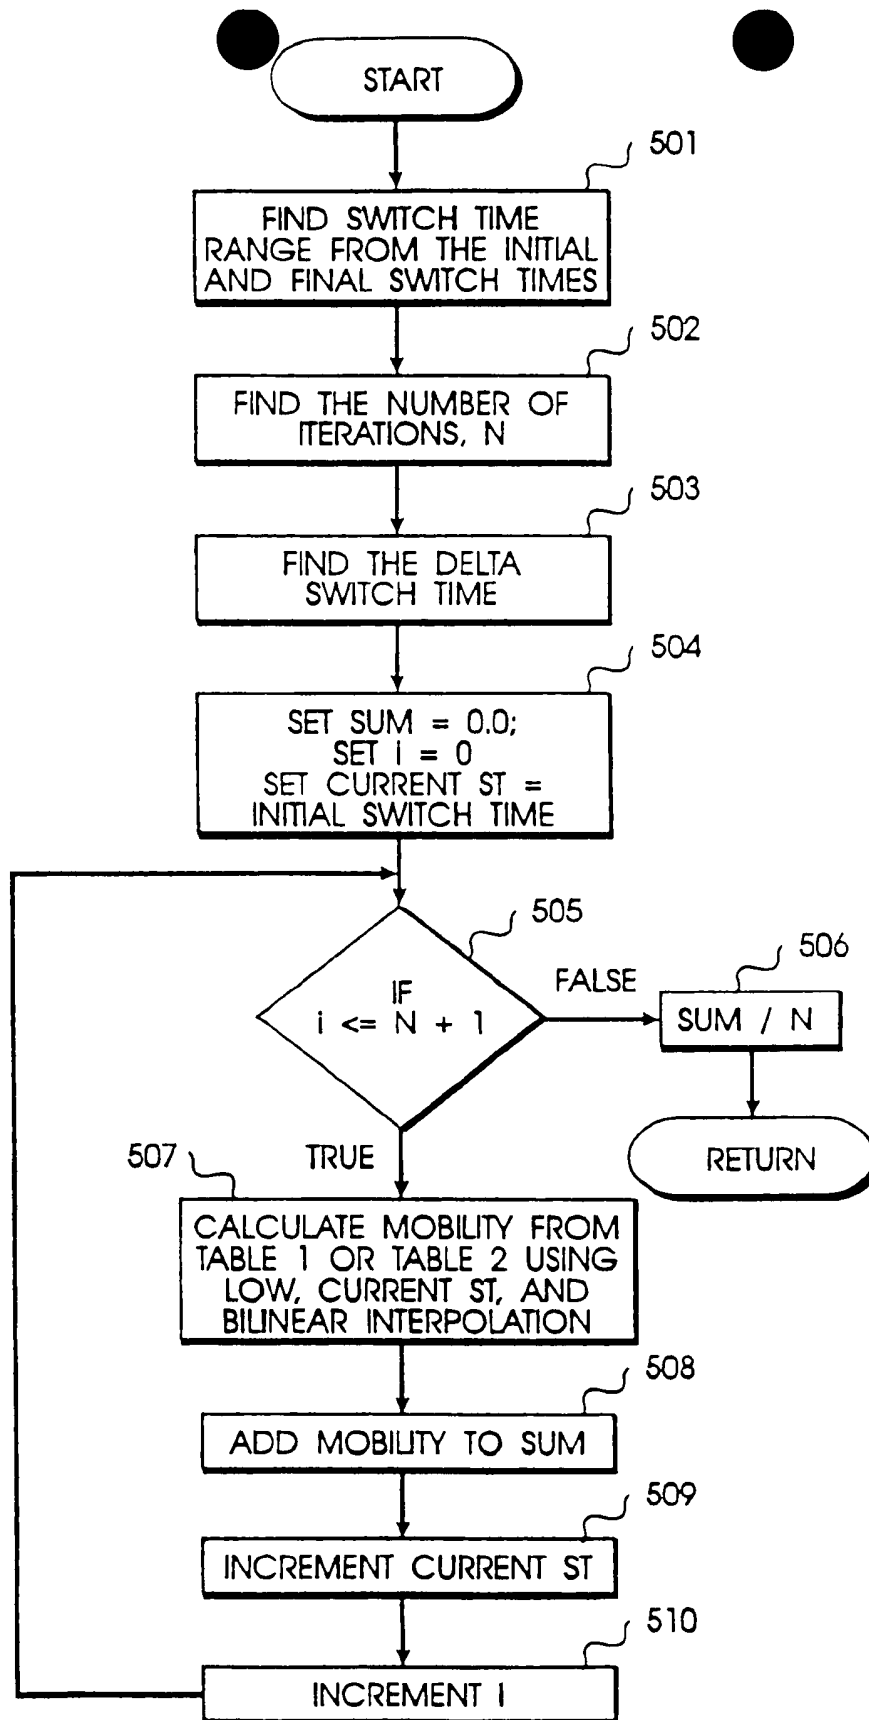 START
501
FIND SWITCH TIME
RANGE FROM THE INITIAL
AND FINAL SWITCH TIMES
502
FIND THE NUMBER OF
ITERATIONS, N
503
FIND THE DELTA
SWITCH TIME
504
SET SUM = 0.0;
SET i = 0
SET CURRENT ST =
INITIAL SWITCH TIME
505
IF
i <= N + 1
FALSE
506
SUM / N
RETURN
TRUE
507
CALCULATE MOBILITY FROM
TABLE 1 OR TABLE 2 USING
LOW, CURRENT ST, AND
BILINEAR INTERPOLATION
508
ADD MOBILITY TO SUM
509
INCREMENT CURRENT ST
510
INCREMENT I